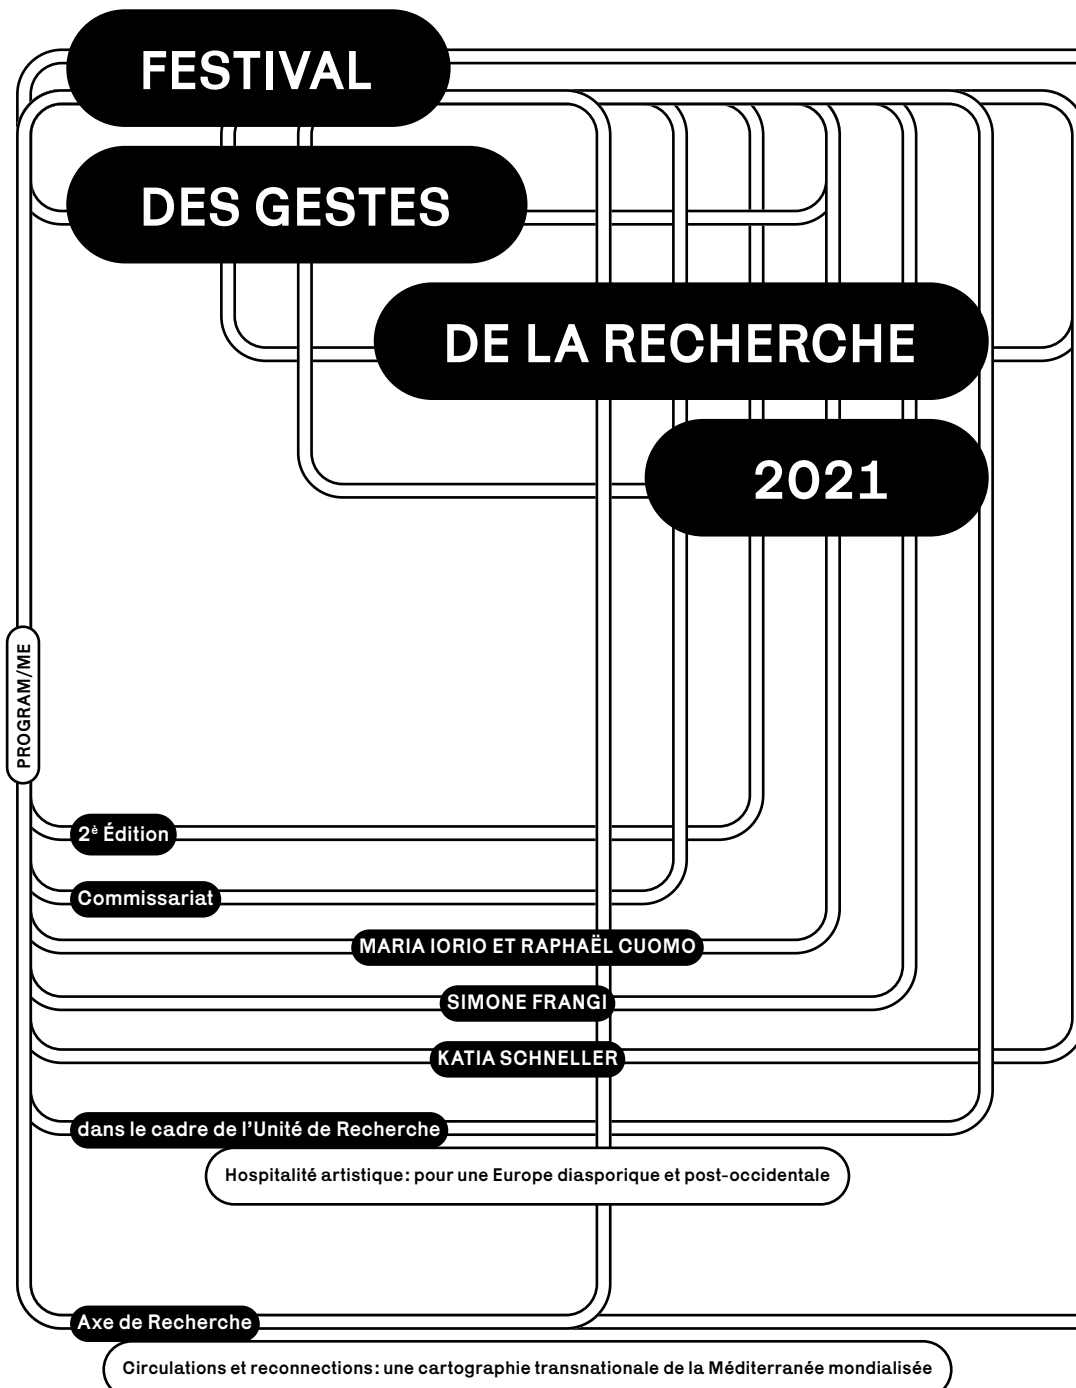 FESTIVAL
DES GESTES
DE LA RECHERCHE
2021
PROGRAM/ME
2è Édition
Commissariat
MARIA IORIO ET RAPHAËL CUOMO
SIMONE FRANGI
KATIA SCHNELLER
dans le cadre de l'Unité de Recherche
Hospitalité artistique: pour une Europe diasporique et post-occidentale
Axe de Recherche
Circulations et reconnections: une cartographie transnationale de la Méditerranée mondialisée